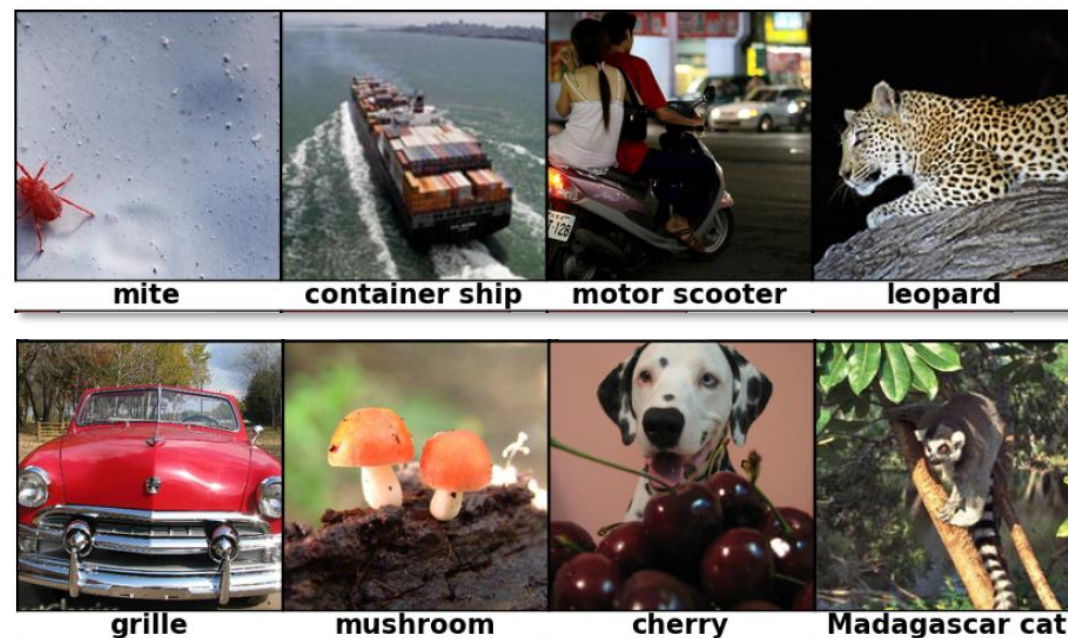 mite
container ship
motor scooter
leopard
grille
mushroom
cherry
Madagascar cat